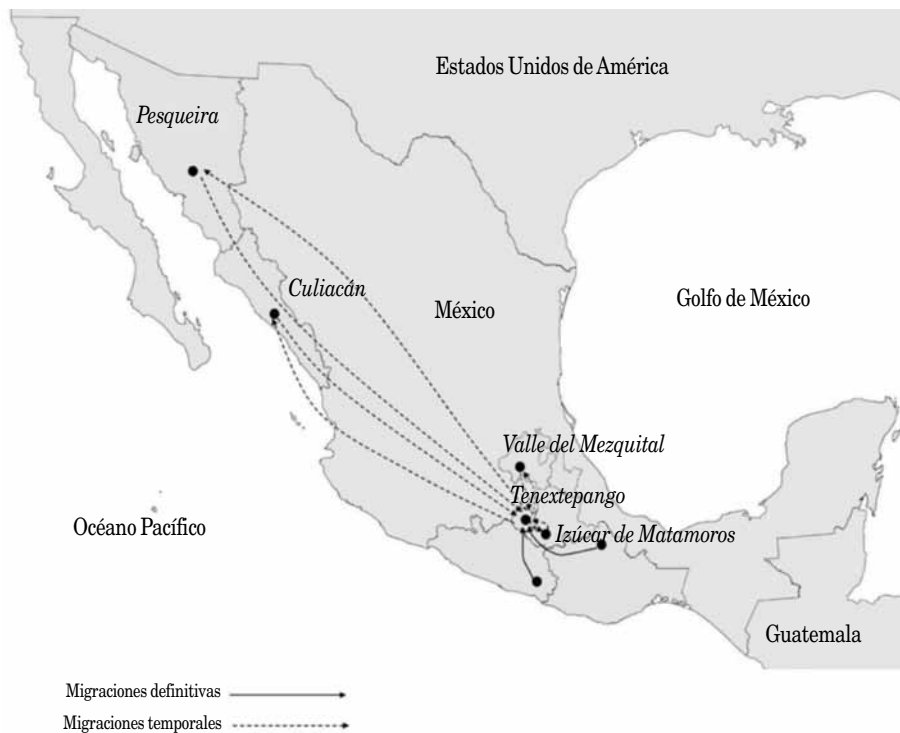 Estados Unidos de América
Pesqueira
Culiacán
México
Golfo de México
Valle del Mezquital
Tenextepango
Océano Pacífico
Izúcar de Matamoros
Guatemala
Migraciones definitivas
Migraciones temporales